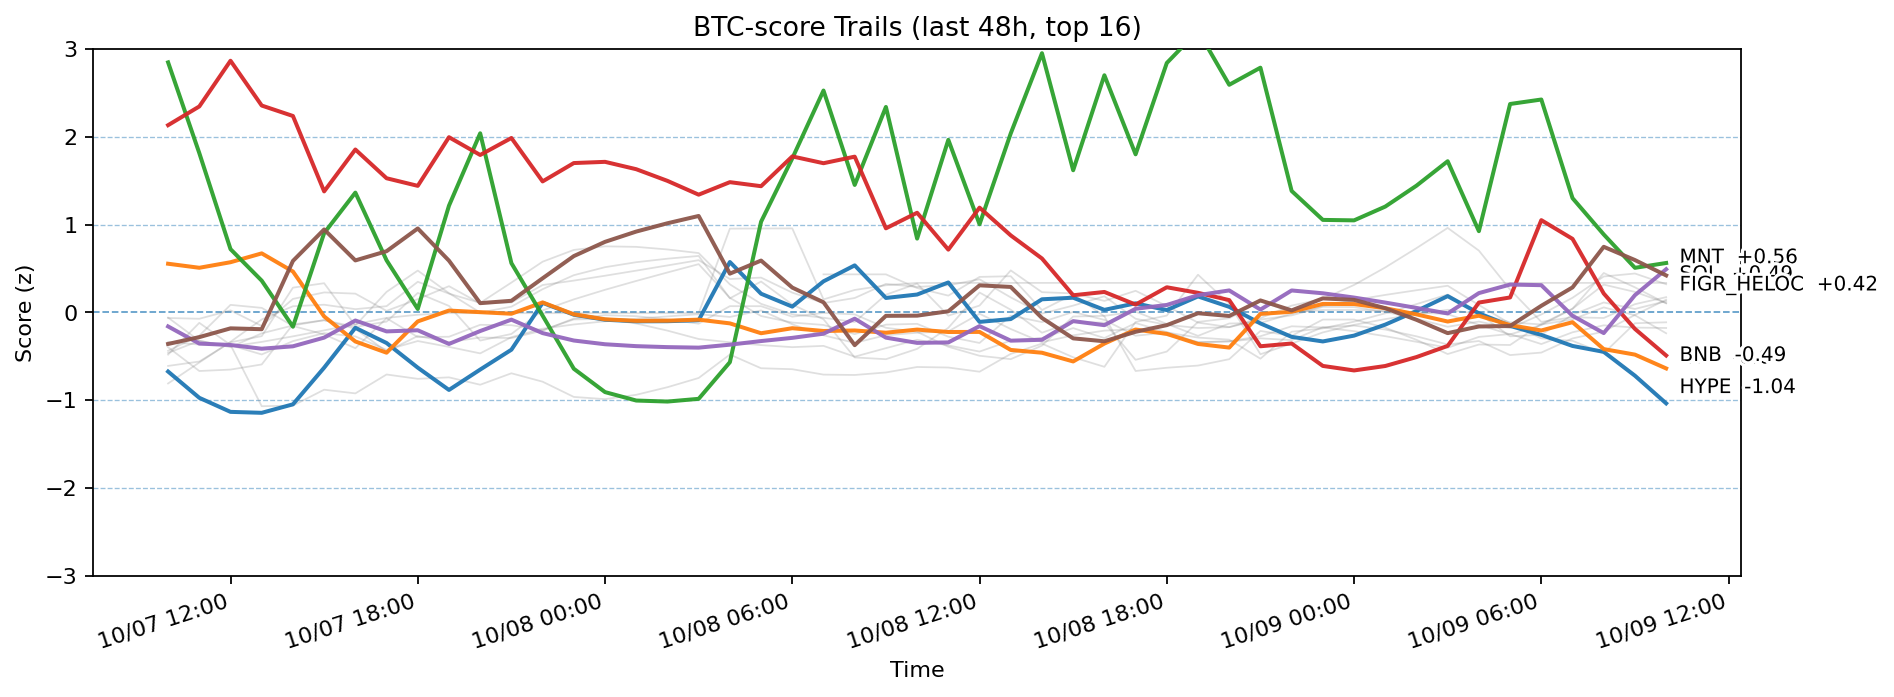 BTC-score Trails (last 48h, top 16)
Score (z)
3
2
1
0
−1
−2
−3
MNT +0.56
FIGR_HELOC +0.42
BNB -0.49
HYPE -1.04
10/07 12:00
10/07 18:00
10/08 00:00
10/08 06:00
10/08 12:00
10/08 18:00
10/09 00:00
10/09 06:00
10/09 12:00
Time